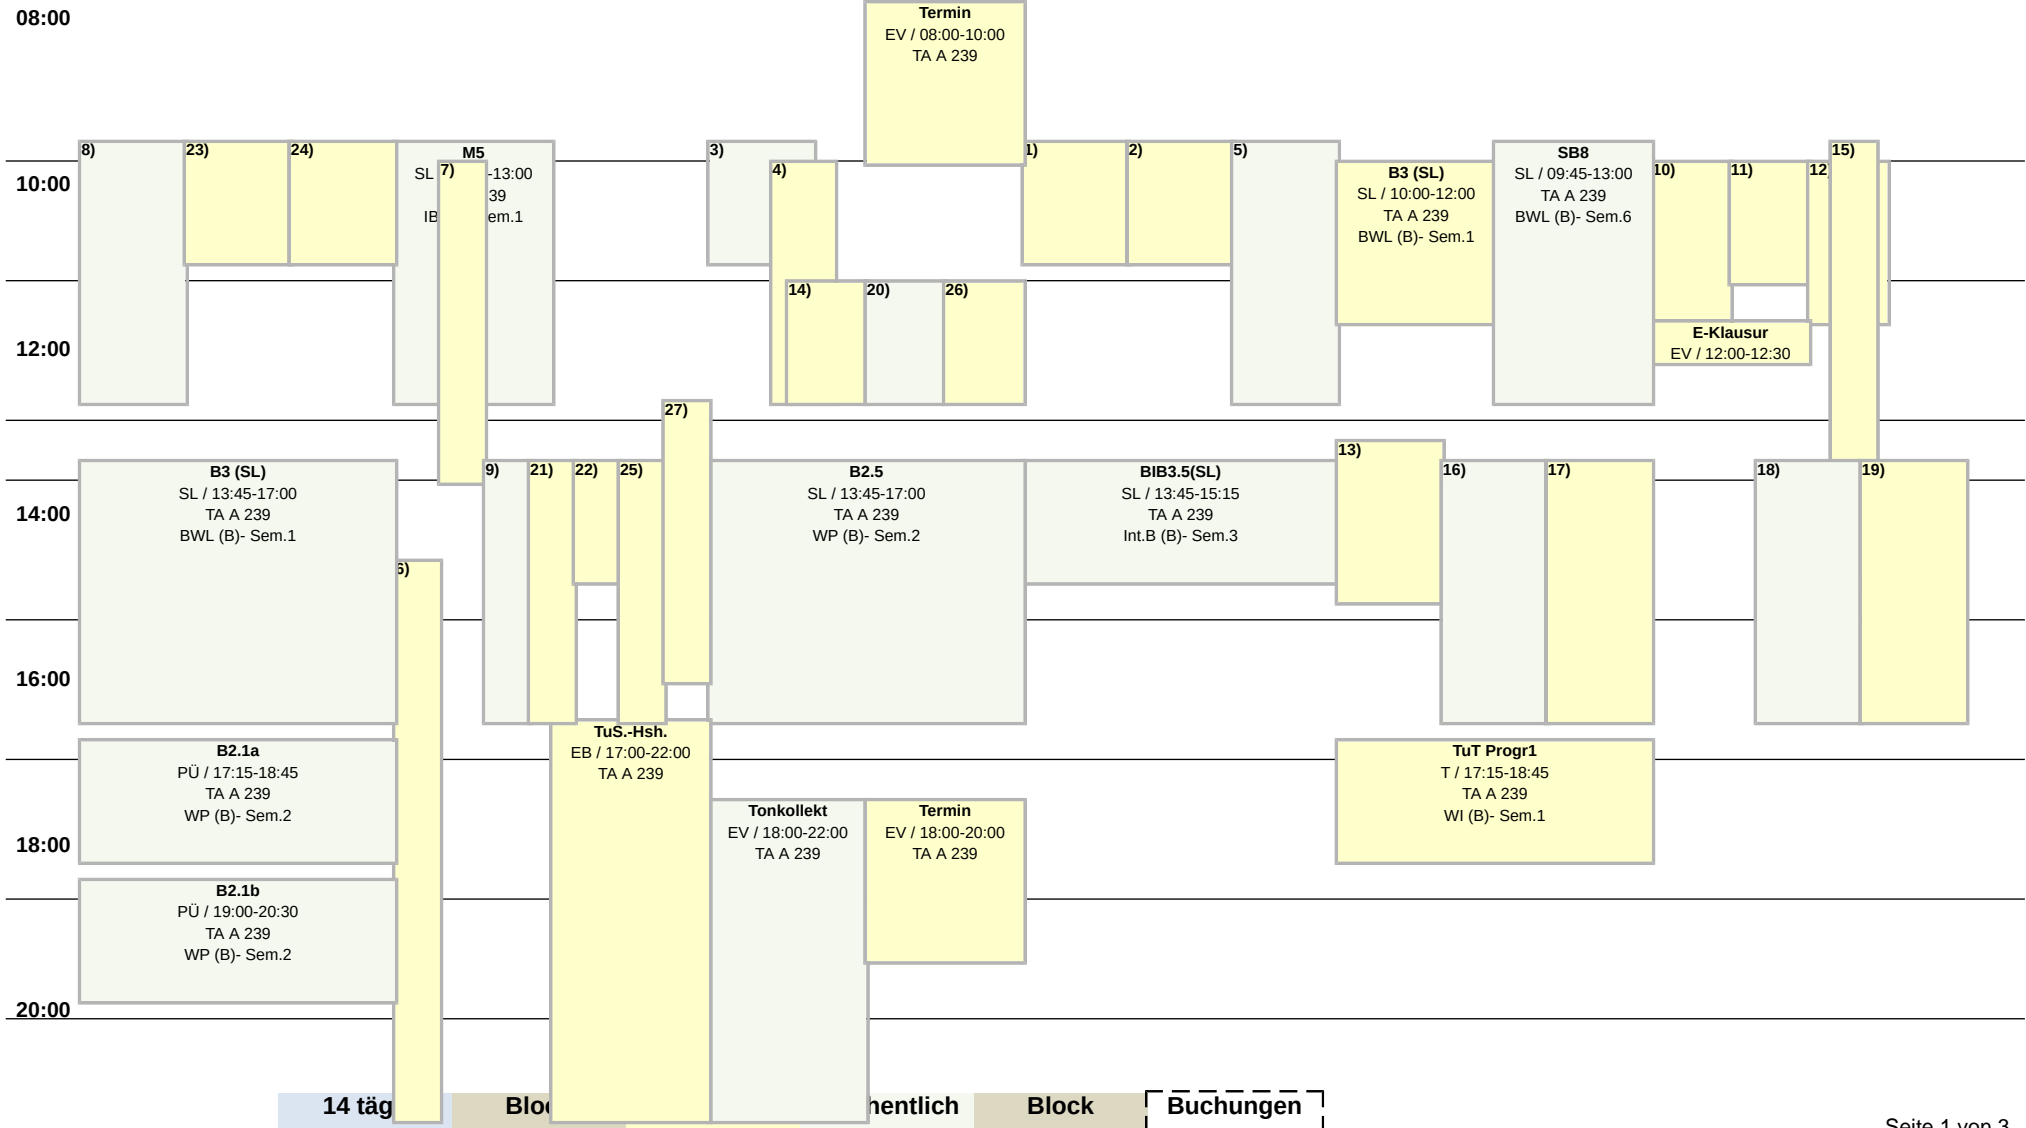 08:00
Termin
EV / 08:00-10:00
TA A 239
8)
23)
24)
M5
SL
-13:00
39
IB
em.1
7)
3)
4)
1)
2)
5)
B3 (SL)
SL / 10:00-12:00
TA A 239
BWL (B)- Sem.1
SB8
SL / 09:45-13:00
TA A 239
BWL (B)- Sem.6
10)
11)
12)
15)
10:00
14)
20)
26)
E-Klausur
EV / 12:00-12:30
12:00
27)
13)
B3 (SL)
SL / 13:45-17:00
TA A 239
BWL (B)- Sem.1
9)
21)
22)
25)
B2.5
SL / 13:45-17:00
TA A 239
WP (B)- Sem.2
BIB3.5(SL)
SL / 13:45-15:15
TA A 239
Int.B (B)- Sem.3
16)
17)
18)
19)
14:00
6)
16:00
TuS.-Hsh.
EB / 17:00-22:00
TA A 239
B2.1a
PÜ / 17:15-18:45
TA A 239
WP (B)- Sem.2
TuT Progr1
T / 17:15-18:45
TA A 239
WI (B)- Sem.1
Tonkollekt
EV / 18:00-22:00
TA A 239
Termin
EV / 18:00-20:00
TA A 239
18:00
B2.1b
PÜ / 19:00-20:30
TA A 239
WP (B)- Sem.2
20:00
14 täg
Bloc
hentlich
Block
Buchungen
Seite 1 von 3